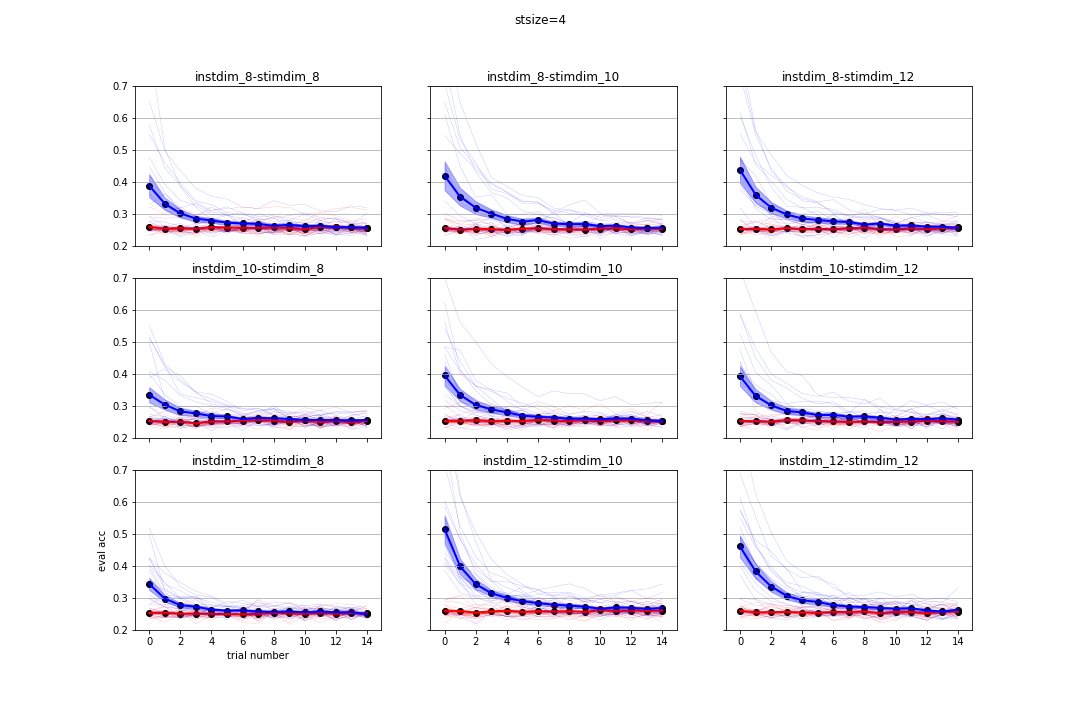 stsize=4
instdim_8-stimdim_8
instdim_8-stimdim_10
instdim_8-stimdim_12
0.7
0.6
0.5
0.4
0.3
0.2
instdim_10-stimdim_8
instdim_10-stimdim_10
instdim_10-stimdim_12
0.7
0.6
0.5
0.4
0.3
0.2
instdim_12-stimdim_8
instdim_12-stimdim_10
instdim_12-stimdim_12
0.7
0.6
0.5
0.4
0.3
0.2
eval acc
0 2 4 6 8 10 12 14
0 2 4 6 8 10 12 14
0 2 4 6 8 10 12 14
trial number